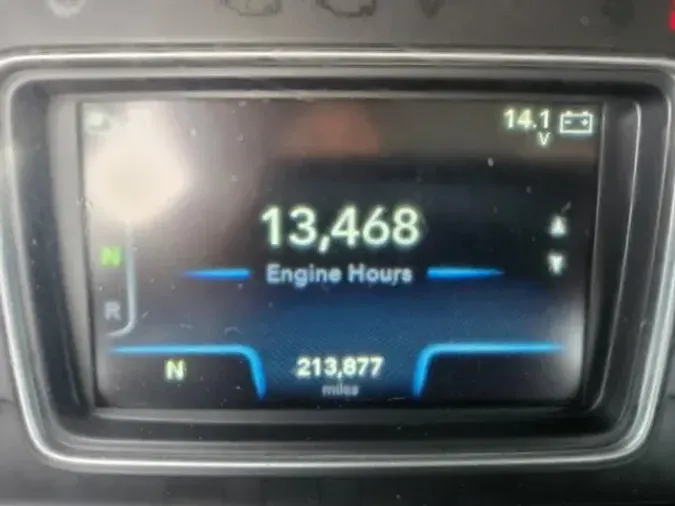 14.1
V
13,468
Engine Hours
N
R
N
213,877
miles